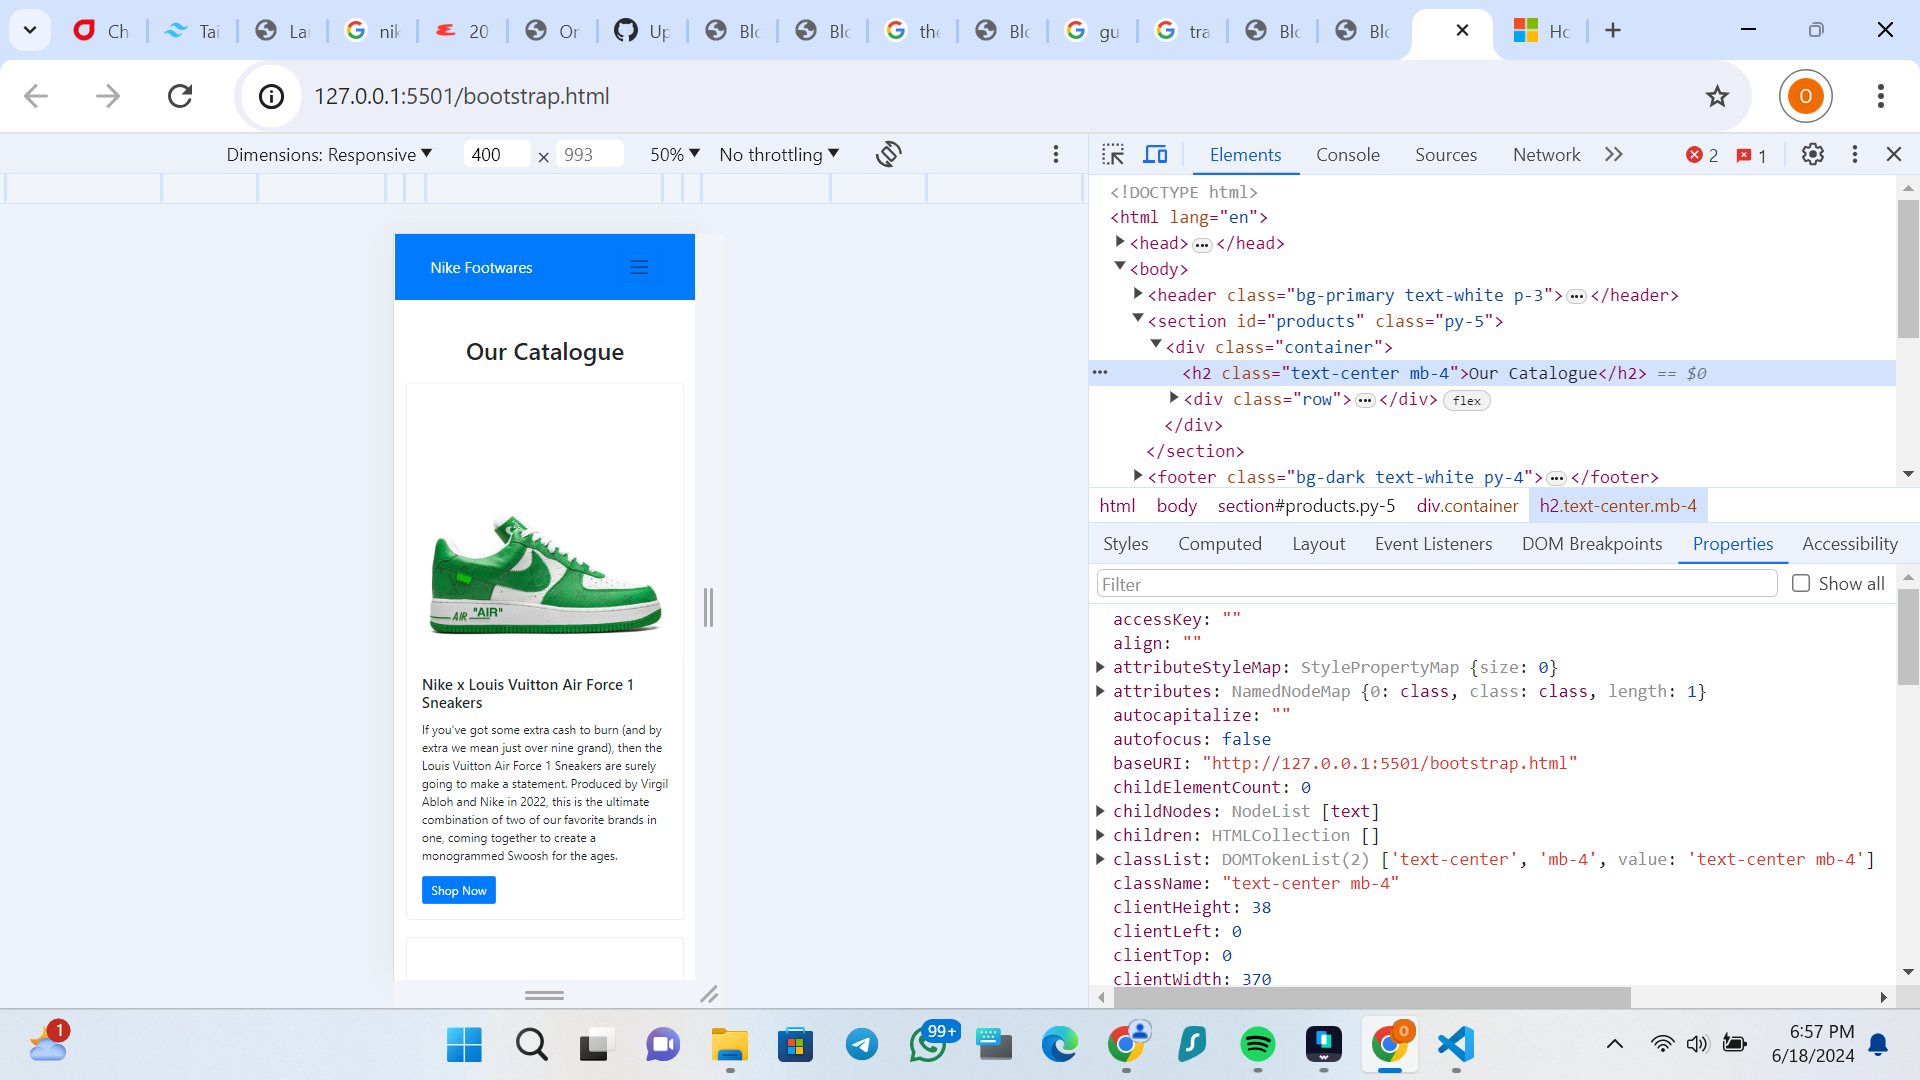 Ch
Tai
Lar
nik
20
Or
Up
Blo
Blo
the
Blo
gu
tra
Blo
Blo
Ho
127.0.0.1:5501/bootstrap.html
O
Dimensions: Responsive
400 × 993
50%
No throttling
Elements
Console
Sources
Network
2
1
Nike Footwares
Our Catalogue
"AIR"
AIR
Nike x Louis Vuitton Air Force 1
Sneakers
If you've got some extra cash to burn (and by
extra we mean just over nine grand), then the
Louis Vuitton Air Force 1 Sneakers are surely
going to make a statement. Produced by Virgil
Abloh and Nike in 2022, this is the ultimate
combination of two of our favorite brands in
one, coming together to create a
monogrammed Swoosh for the ages.
Shop Now
<!DOCTYPE html>
<html lang="en">
<head>…</head>
<body>
<header class="bg-primary text-white p-3">…</header>
<section id="products" class="py-5">
<div class="container">
<h2 class="text-center mb-4">Our Catalogue</h2> == $0
<div class="row">…</div> flex
</div>
</section>
<footer class="bg-dark text-white py-4">…</footer>
html body section#products.py-5 div.container h2.text-center.mb-4
Styles Computed Layout Event Listeners DOM Breakpoints Properties Accessibility
Filter
Show all
accessKey: ""
align: ""
attributeStyleMap: StylePropertyMap {size: 0}
attributes: NamedNodeMap {0: class, class: class, length: 1}
autocapitalize: ""
autofocus: false
baseURI: "http://127.0.0.1:5501/bootstrap.html"
childElementCount: 0
childNodes: NodeList [text]
children: HTMLCollection []
classList: DOMTokenList(2) ['text-center', 'mb-4', value: 'text-center mb-4']
className: "text-center mb-4"
clientHeight: 38
clientLeft: 0
clientTop: 0
clientWidth: 370
1
99+
O
6:57 PM
6/18/2024